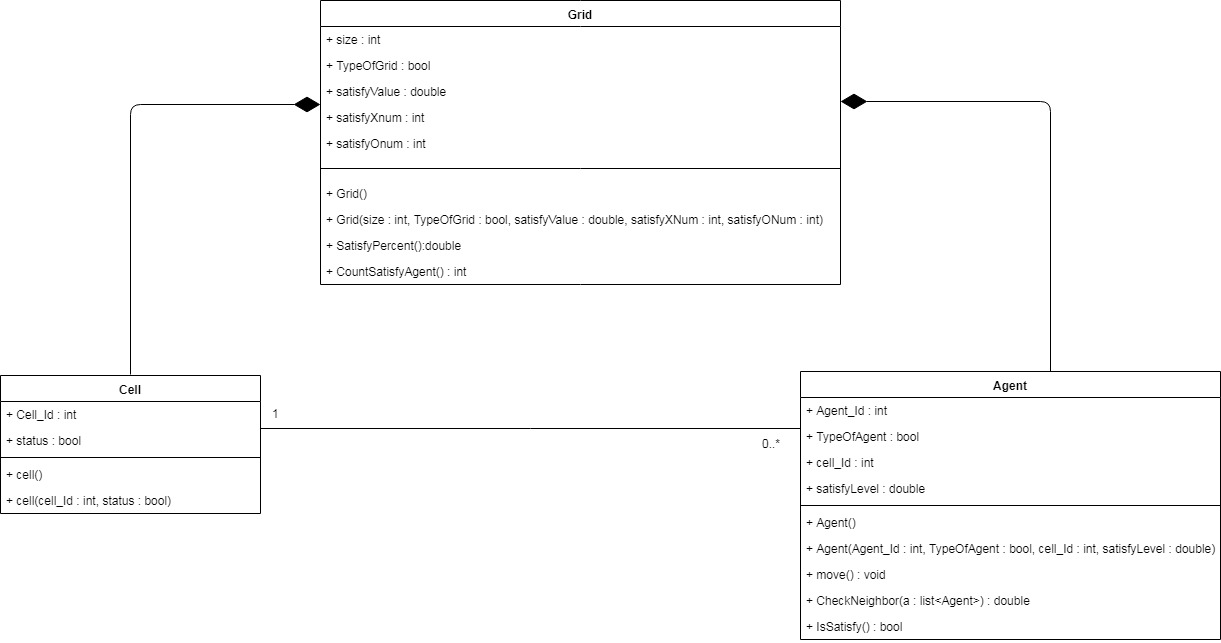 Grid
+ size : int
+ TypeOfGrid : bool
+ satisfyValue : double
+ satisfyXnum : int
+ satisfyOnum : int
+ Grid()
+ Grid(size : int, TypeOfGrid : bool, satisfyValue : double, satisfyXNum : int, satisfyONum : int)
+ SatisfyPercent():double
+ CountSatisfyAgent() : int
Cell
+ Cell_Id : int
+ status : bool
+ cell()
+ cell(cell_Id : int, status : bool)
1
0..*
Agent
+ Agent_Id : int
+ TypeOfAgent : bool
+ cell_Id : int
+ satisfyLevel : double
+ Agent()
+ Agent(Agent_Id : int, TypeOfAgent : bool, cell_Id : int, satisfyLevel : double)
+ move() : void
+ CheckNeighbor(a : list<Agent>) : double
+ IsSatisfy() : bool